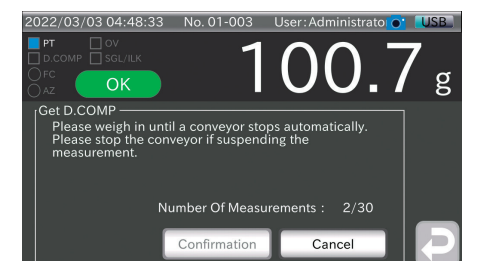 2022/03/03 04:48:33 No. 01-003 User:Administrato USB
PT OV
D.COMP SGL/ILK
FC
AZ
OK
100.7 g
Get D.COMP
Please weigh in until a conveyor stops automatically.
Please stop the conveyor if suspending the
measurement.
Number Of Measurements : 2/30
Confirmation Cancel